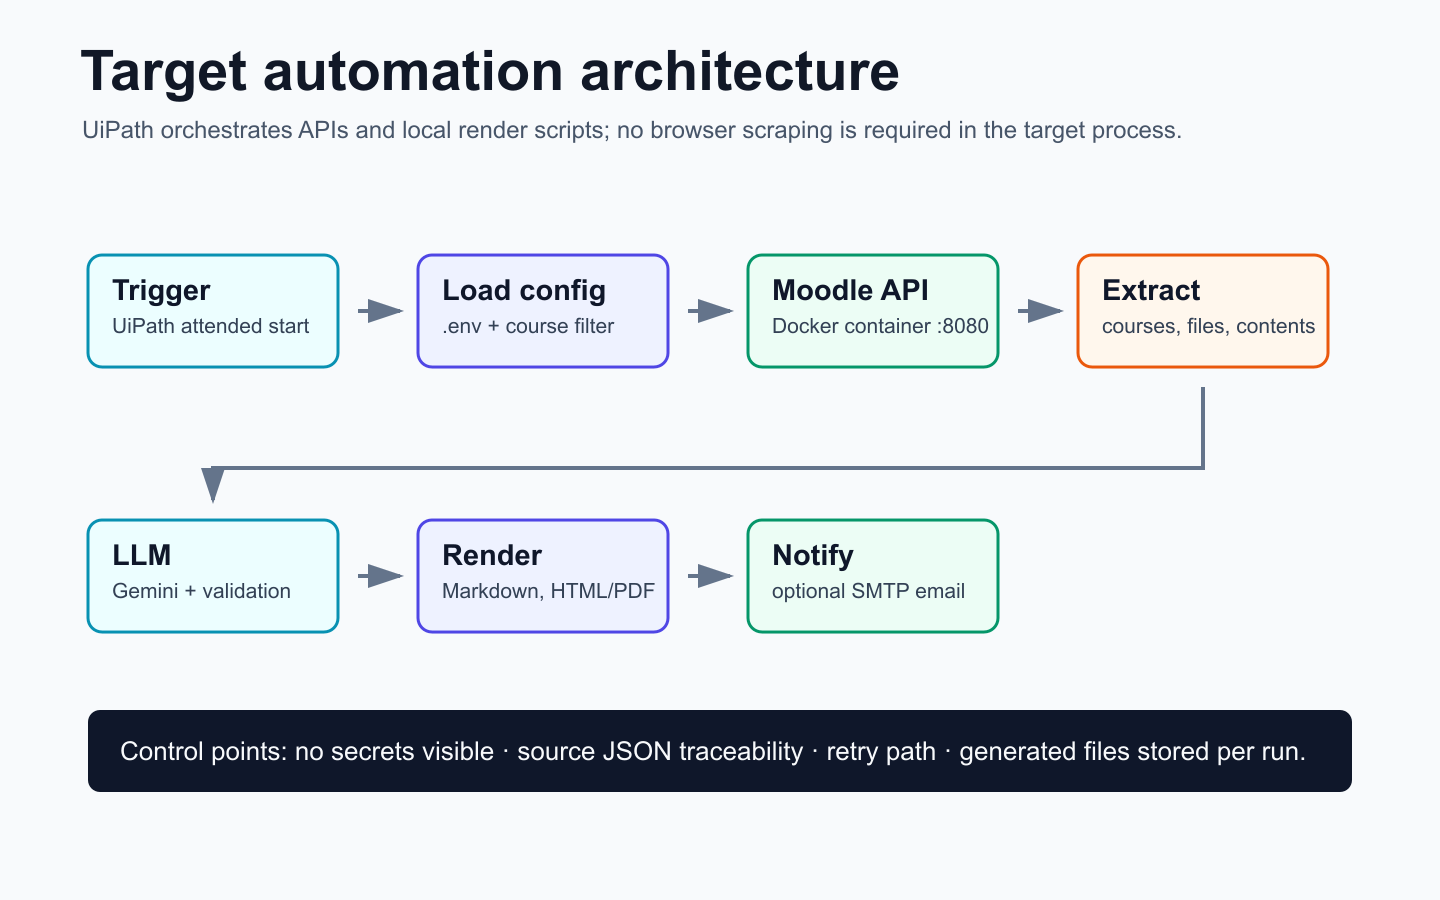 Target automation architecture
UiPath orchestrates APIs and local render scripts; no browser scraping is required in the target process.
Trigger
UiPath attended start
Load config
.env + course filter
Moodle API
Docker container :8080
Extract
courses, files, contents
LLM
Gemini + validation
Render
Markdown, HTML/PDF
Notify
optional SMTP email
Control points: no secrets visible · source JSON traceability · retry path · generated files stored per run.